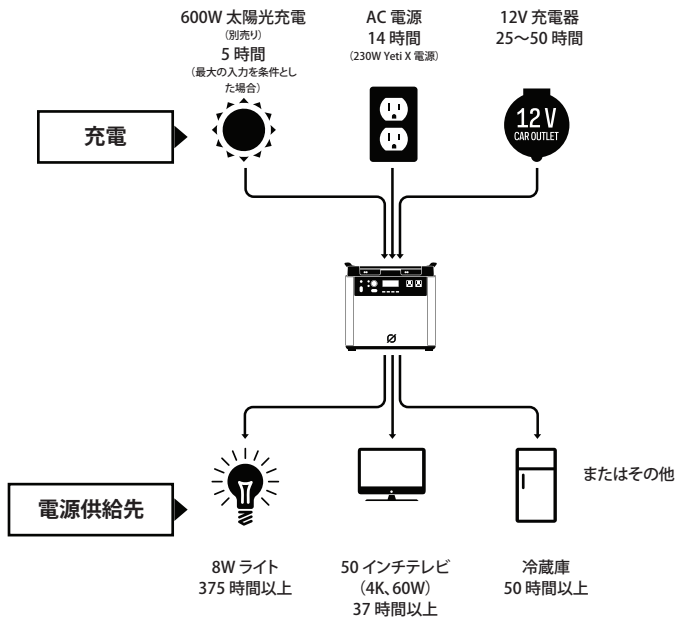 600W 太陽光充電
(別売り)
5 時間
(最大の入力を条件とし
た場合)
AC 電源
14 時間
(230W Yeti X 電源)
12V 充電器
25～50 時間
充電
12 V
CAR OUTLET
電源供給先
またはその他
8W ライト
375 時間以上
50 インチテレビ
(4K、60W)
37 時間以上
冷蔵庫
50 時間以上